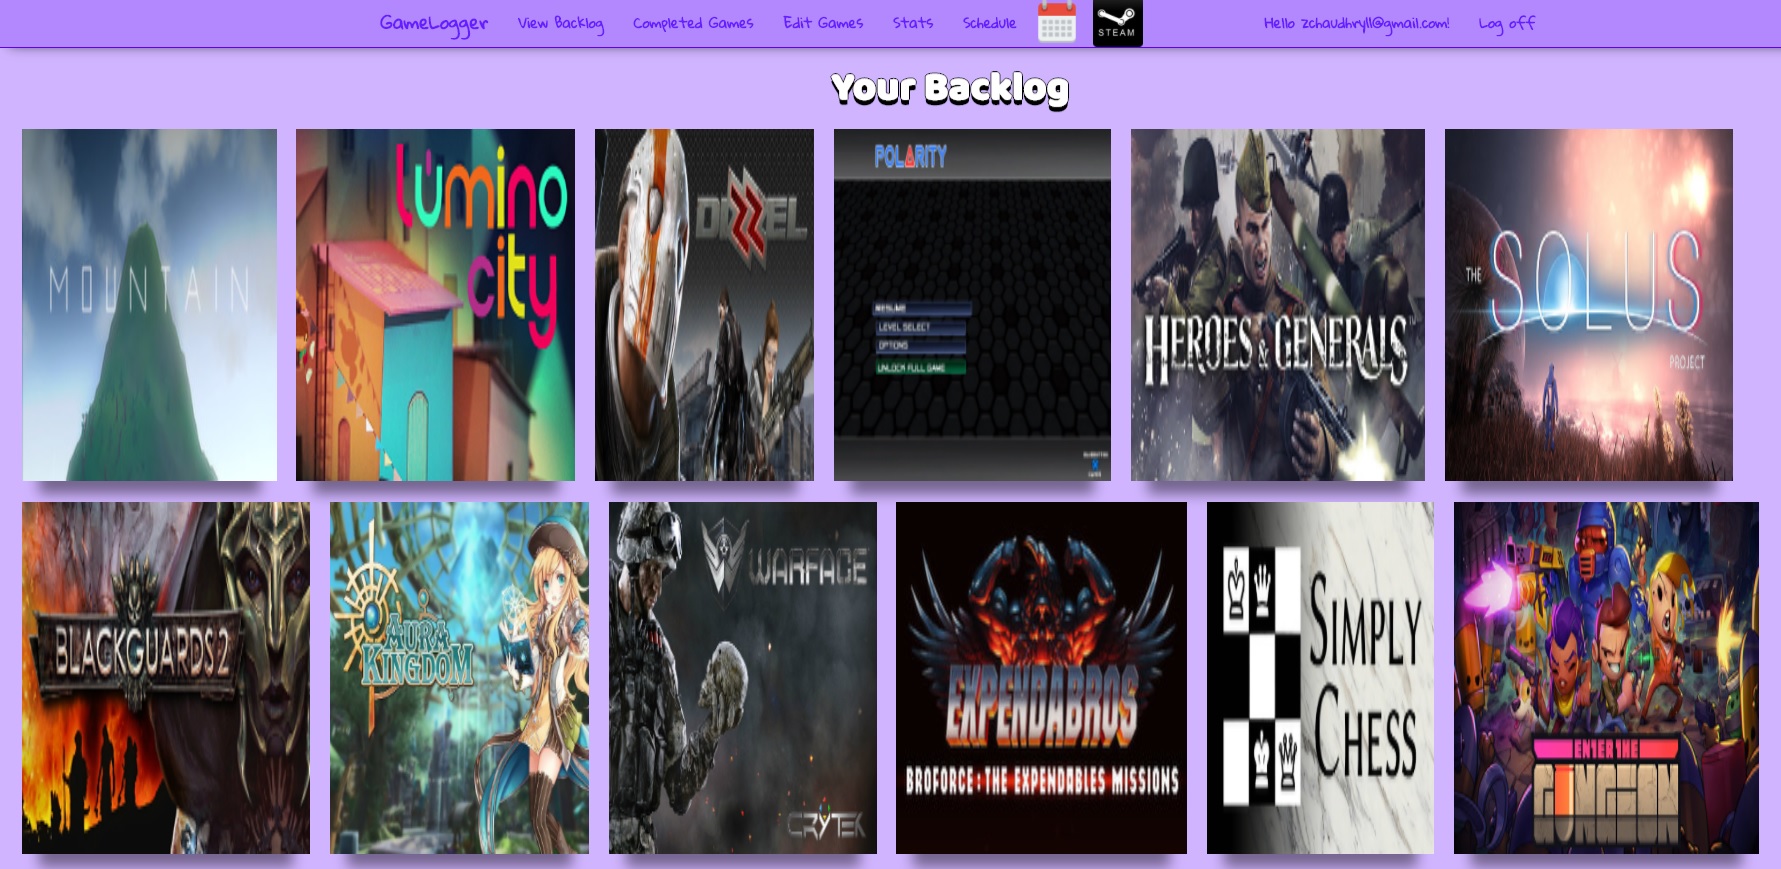 GameLogger View Backlog Completed Games Edit Games Stats Schedule STEAM Hello zchaudhryll@gmail.com! Log off
Your Backlog
MOUNTAIN
lumino
city
DIZZEL
POLARITY
LEVEL SELECT
OPTIONS
UNLOCK FULL GAME
HEROES & GENERALS
THE SOLUS
PROJECT
BLACKGUARDS 2
AURA
KINGDOM
WARFACE
CRYTEK
EXPENDABROS
BROFORCE: THE EXPENDABLES MISSIONS
SIMPLY
CHESS
ENTER THE
GUNGEON